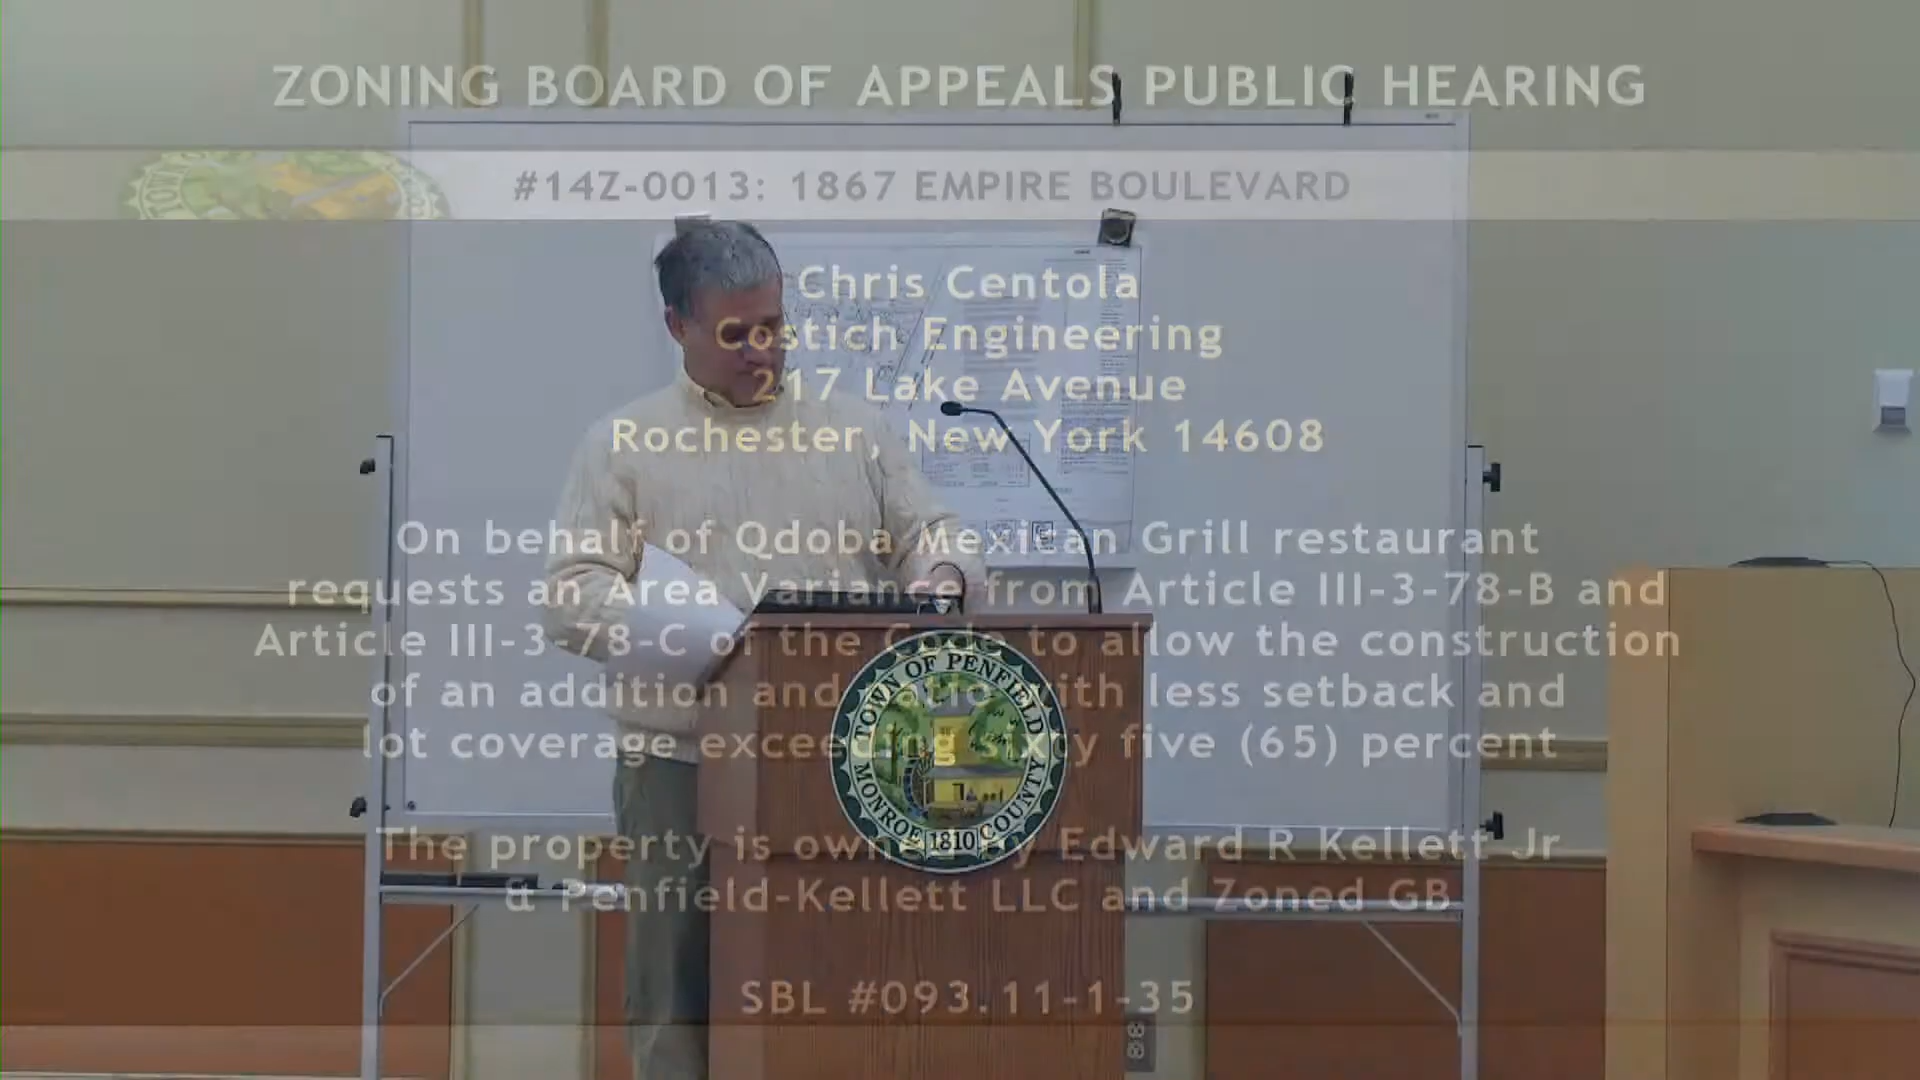 ZONING BOARD OF APPEALS PUBLIC HEARING
#14Z-0013: 1867 EMPIRE BOULEVARD
Chris Centola
Costich Engineering
217 Lake Avenue
Rochester, New York 14608
On behalf of Qdoba Mexican Grill restaurant
requests an Area Variance from Article III-3-78-B and
Article III-3-78-C of the Code to allow the construction
of an addition and patio with less setback and
lot coverage exceeding sixty five (65) percent
The property is owned by Edward R Kellett Jr
& Penfield-Kellett LLC and Zoned GB
SBL #093.11-1-35
TOWN OF PENFIELD
MONROE COUNTY
1810